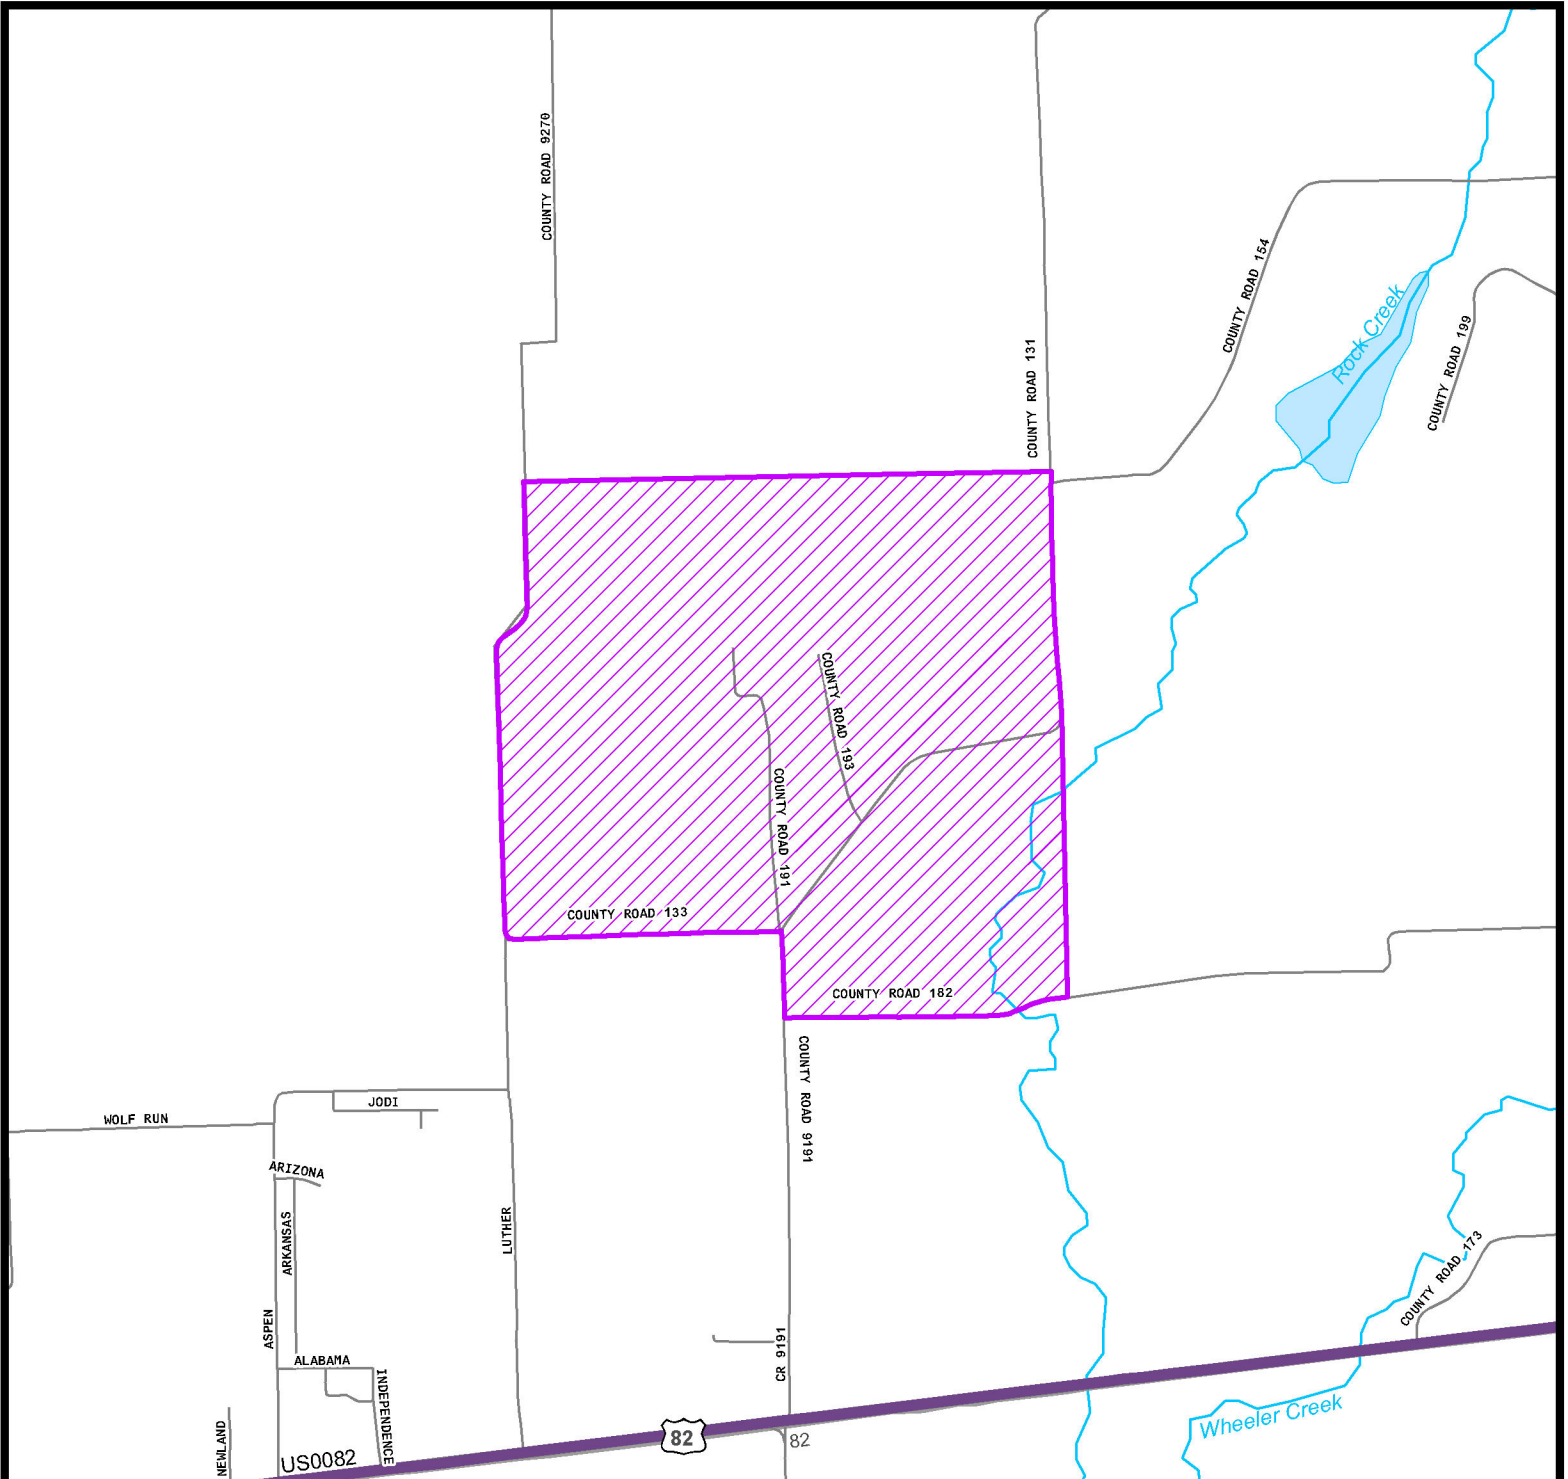 COUNTY ROAD 9270
COUNTY ROAD 131
COUNTY ROAD 154
Rock Creek
COUNTY ROAD 199
COUNTY ROAD 193
COUNTY ROAD 191
COUNTY ROAD 133
COUNTY ROAD 182
COUNTY ROAD 9191
JODI
WOLF RUN
ARIZONA
ARKANSAS
LUTHER
ASPEN
ALABAMA
INDEPENDENCE
CR 9191
COUNTY ROAD 173
NEWLAND
US0082
82
82
Wheeler Creek